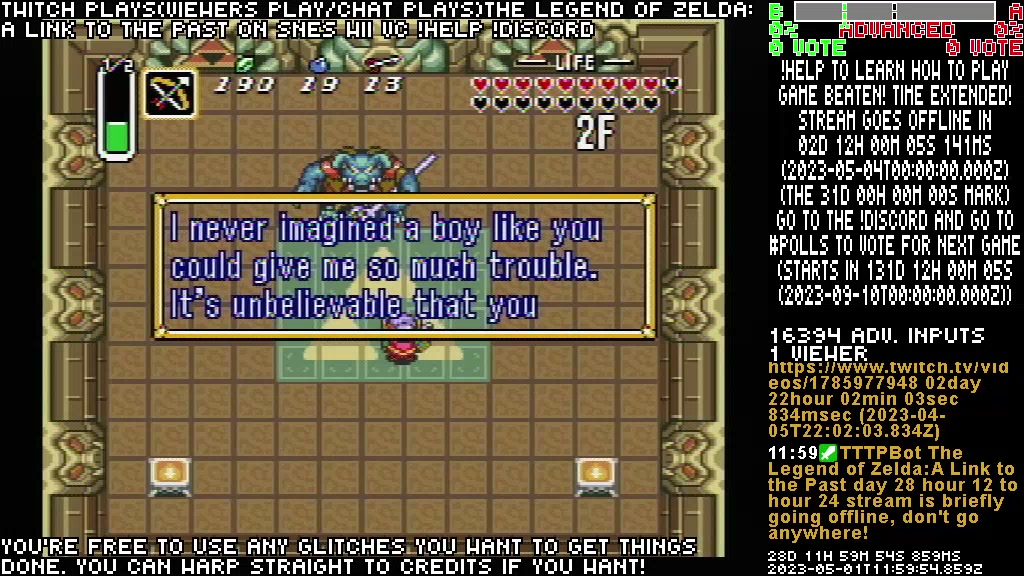 TWITCH PLAYS(VIEWERS PLAY/CHAT PLAYS)THE LEGEND OF ZELDA:
A LINK TO THE PAST ON SNES WII VC !HELP !DISCORD
1/2
190 19 13
LIFE
2F
I never imagined a boy like you
could give me so much trouble.
It's unbelievable that you
YOU'RE FREE TO USE ANY GLITCHES YOU WANT TO GET THINGS
DONE. YOU CAN WARP STRAIGHT TO CREDITS IF YOU WANT!
B A
0% ADVANCED 0%
0 VOTE 0 VOTE
!HELP TO LEARN HOW TO PLAY
GAME BEATEN! TIME EXTENDED!
STREAM GOES OFFLINE IN
02D 12H 00M 05S 141MS
(2023-05-04T00:00:00.000Z)
(THE 31D 00H 00M 00S MARK)
GO TO THE !DISCORD AND GO TO
#POLLS TO VOTE FOR NEXT GAME
(STARTS IN 131D 12H 00M 05S
(2023-09-10T00:00:00.000Z))
16394 ADV. INPUTS
1 VIEWER
https://www.twitch.tv/vid
eos/1785977948 02day
22hour 02min 03sec
834msec (2023-04-
05T22:02:03.834Z)
11:59 TTTPBot The
Legend of Zelda:A Link to
the Past day 28 hour 12 to
hour 24 stream is briefly
going offline, don't go
anywhere!
28D 11H 59M 54S 859MS
2023-05-01T11:59:54.859Z